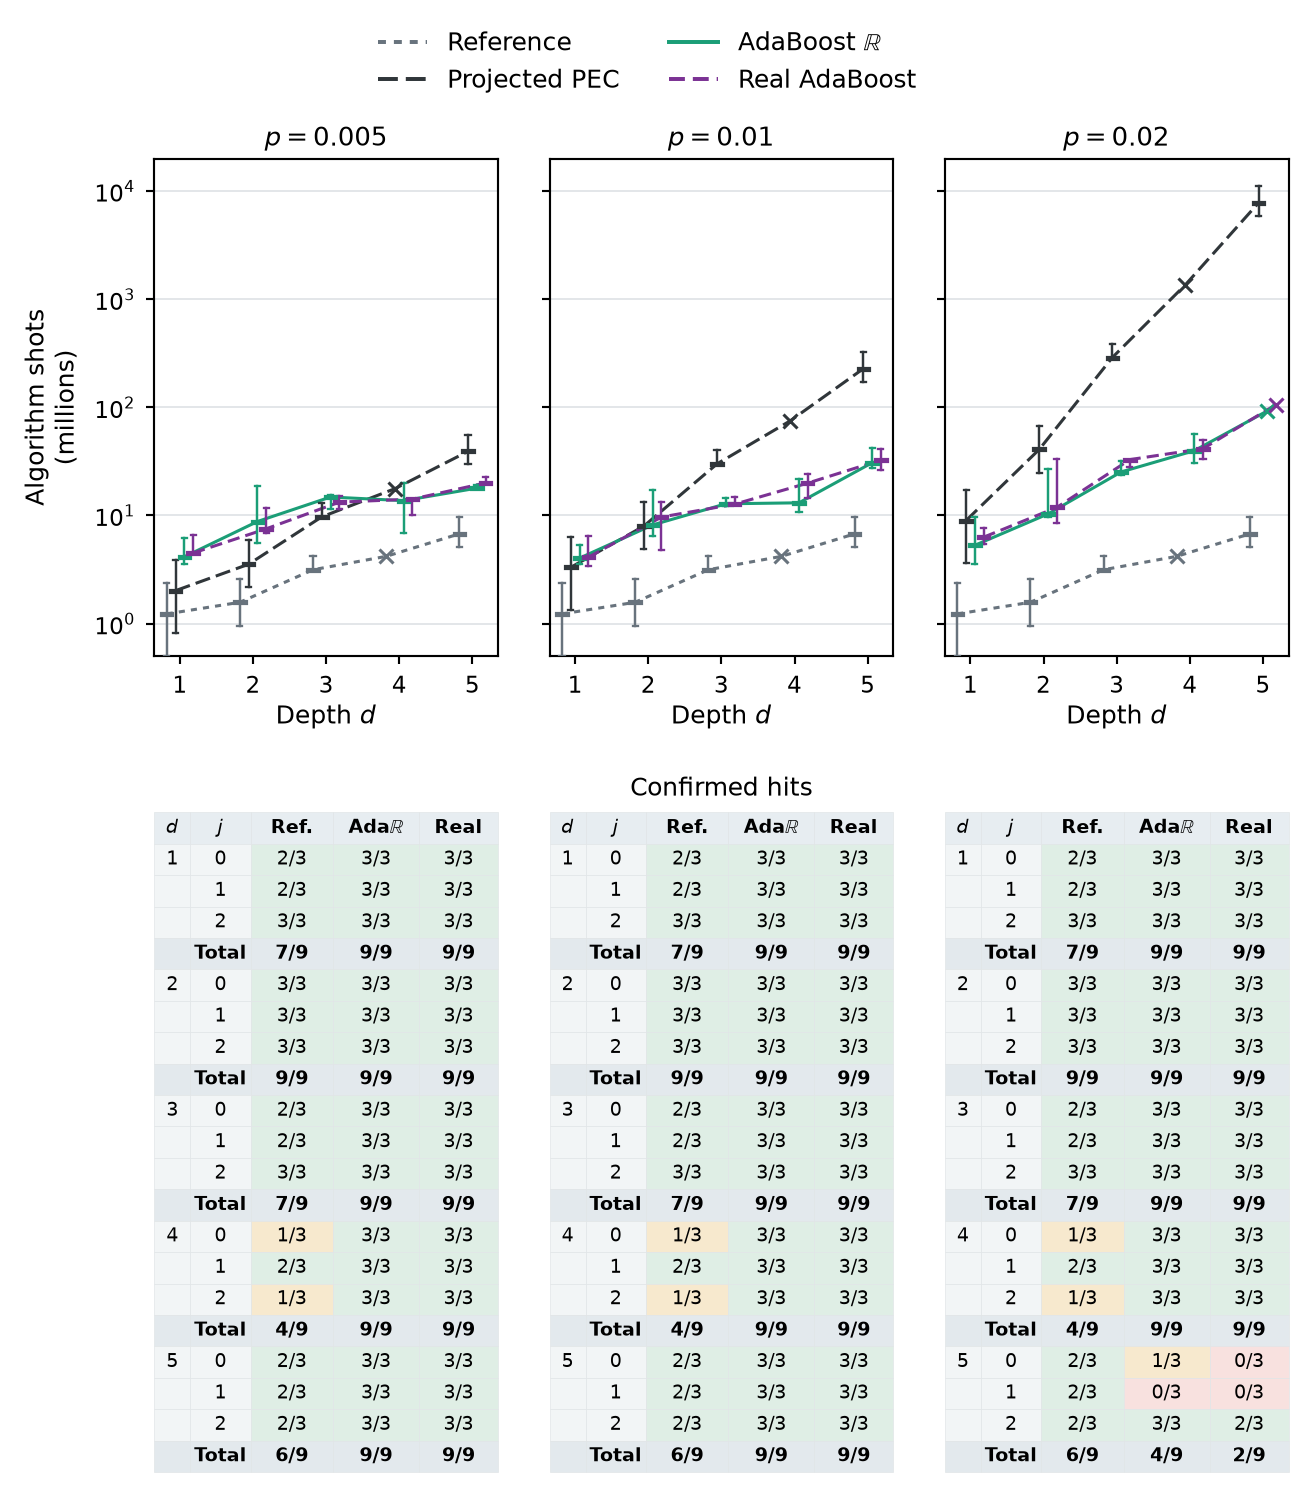 Reference AdaBoost ℝ
Projected PEC Real AdaBoost
p = 0.005 p = 0.01 p = 0.02
10⁴
10³
10²
10¹
10⁰
Algorithm shots
(millions)
1 2 3 4 5 1 2 3 4 5 1 2 3 4 5
Depth d Depth d Depth d
Confirmed hits
d j Ref. Adaℝ Real d j Ref. Adaℝ Real d j Ref. Adaℝ Real
1 0 2/3 3/3 3/3 1 0 2/3 3/3 3/3 1 0 2/3 3/3 3/3
1 2/3 3/3 3/3 1 2/3 3/3 3/3 1 2/3 3/3 3/3
2 3/3 3/3 3/3 2 3/3 3/3 3/3 2 3/3 3/3 3/3
Total 7/9 9/9 9/9 Total 7/9 9/9 9/9 Total 7/9 9/9 9/9
2 0 3/3 3/3 3/3 2 0 3/3 3/3 3/3 2 0 3/3 3/3 3/3
1 3/3 3/3 3/3 1 3/3 3/3 3/3 1 3/3 3/3 3/3
2 3/3 3/3 3/3 2 3/3 3/3 3/3 2 3/3 3/3 3/3
Total 9/9 9/9 9/9 Total 9/9 9/9 9/9 Total 9/9 9/9 9/9
3 0 2/3 3/3 3/3 3 0 2/3 3/3 3/3 3 0 2/3 3/3 3/3
1 2/3 3/3 3/3 1 2/3 3/3 3/3 1 2/3 3/3 3/3
2 3/3 3/3 3/3 2 3/3 3/3 3/3 2 3/3 3/3 3/3
Total 7/9 9/9 9/9 Total 7/9 9/9 9/9 Total 7/9 9/9 9/9
4 0 1/3 3/3 3/3 4 0 1/3 3/3 3/3 4 0 1/3 3/3 3/3
1 2/3 3/3 3/3 1 2/3 3/3 3/3 1 2/3 3/3 3/3
2 1/3 3/3 3/3 2 1/3 3/3 3/3 2 1/3 3/3 3/3
Total 4/9 9/9 9/9 Total 4/9 9/9 9/9 Total 4/9 9/9 9/9
5 0 2/3 3/3 3/3 5 0 2/3 3/3 3/3 5 0 2/3 1/3 0/3
1 2/3 3/3 3/3 1 2/3 3/3 3/3 1 2/3 0/3 0/3
2 2/3 3/3 3/3 2 2/3 3/3 3/3 2 2/3 3/3 2/3
Total 6/9 9/9 9/9 Total 6/9 9/9 9/9 Total 6/9 4/9 2/9